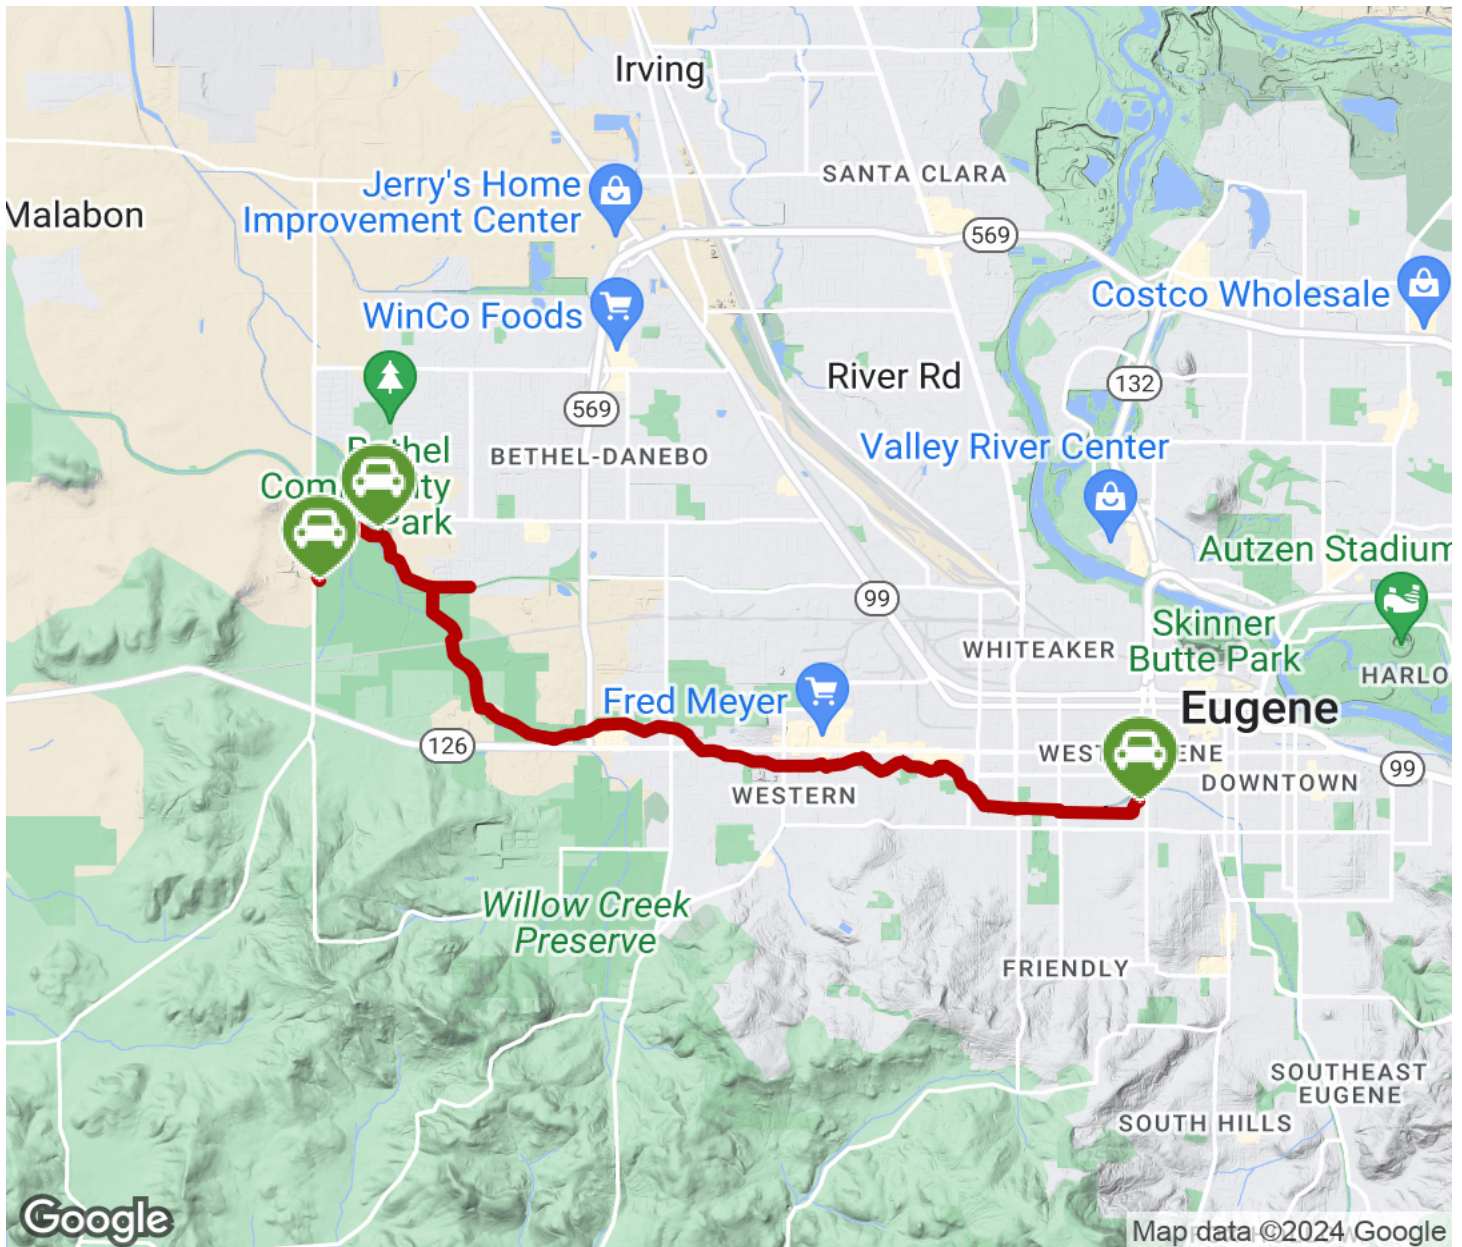 Irving
SANTA CLARA
Jerry's Home
Improvement Center
Malabon
569
Costco Wholesale
WinCo Foods
River Rd
132
569
Valley River Center
BETHEL-DANEBO
Park
Autzen Stadium
99
Skinner
Butte Park
WHITEAKER
HARLO
Fred Meyer
Eugene
126
DOWNTOWN
99
WESTERN
Willow Creek
Preserve
FRIENDLY
SOUTHEAST
EUGENE
SOUTH HILLS
Google
Map data ©2024 Google